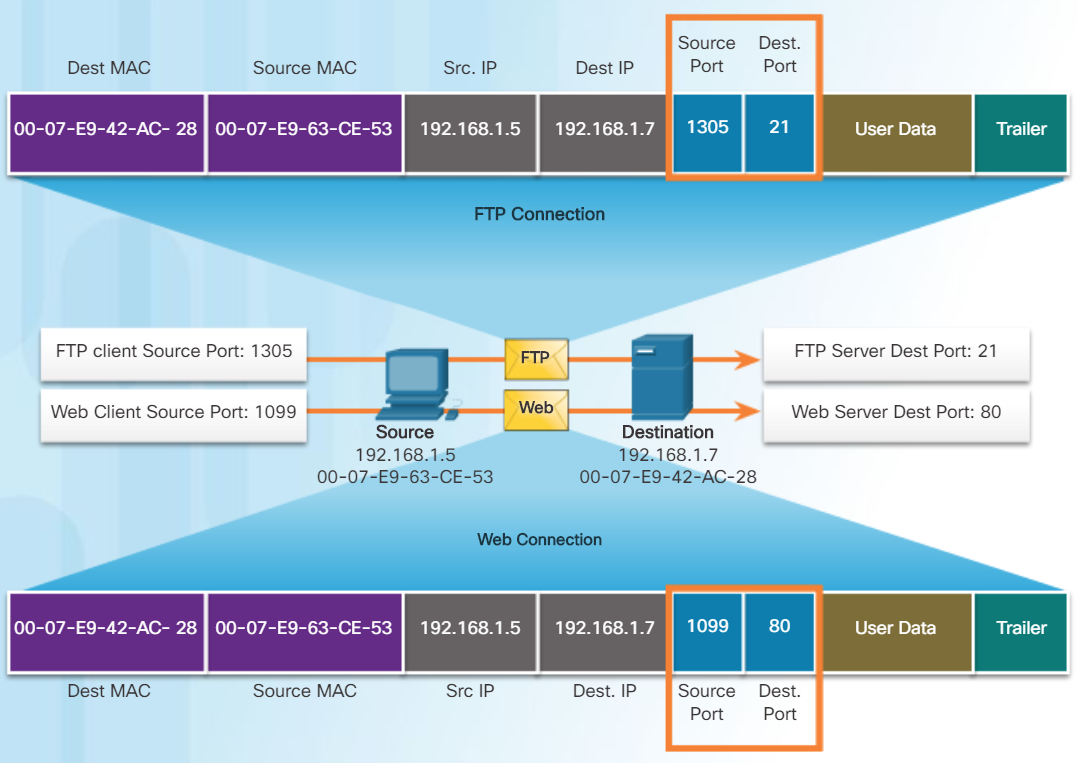 Source Dest.
Dest MAC Source MAC Src. IP Dest IP Port Port
00-07-E9-42-AC- 28 00-07-E9-63-CE-53 192.168.1.5 192.168.1.7 1305 21 User Data Trailer
FTP Connection
FTP client Source Port: 1305 FTP FTP Server Dest Port: 21
Web Client Source Port: 1099 Web Web Server Dest Port: 80
Source Destination
192.168.1.5 192.168.1.7
00-07-E9-63-CE-53 00-07-E9-42-AC-28
Web Connection
00-07-E9-42-AC- 28 00-07-E9-63-CE-53 192.168.1.5 192.168.1.7 1099 80 User Data Trailer
Dest MAC Source MAC Src IP Dest. IP Source Dest.
Port Port